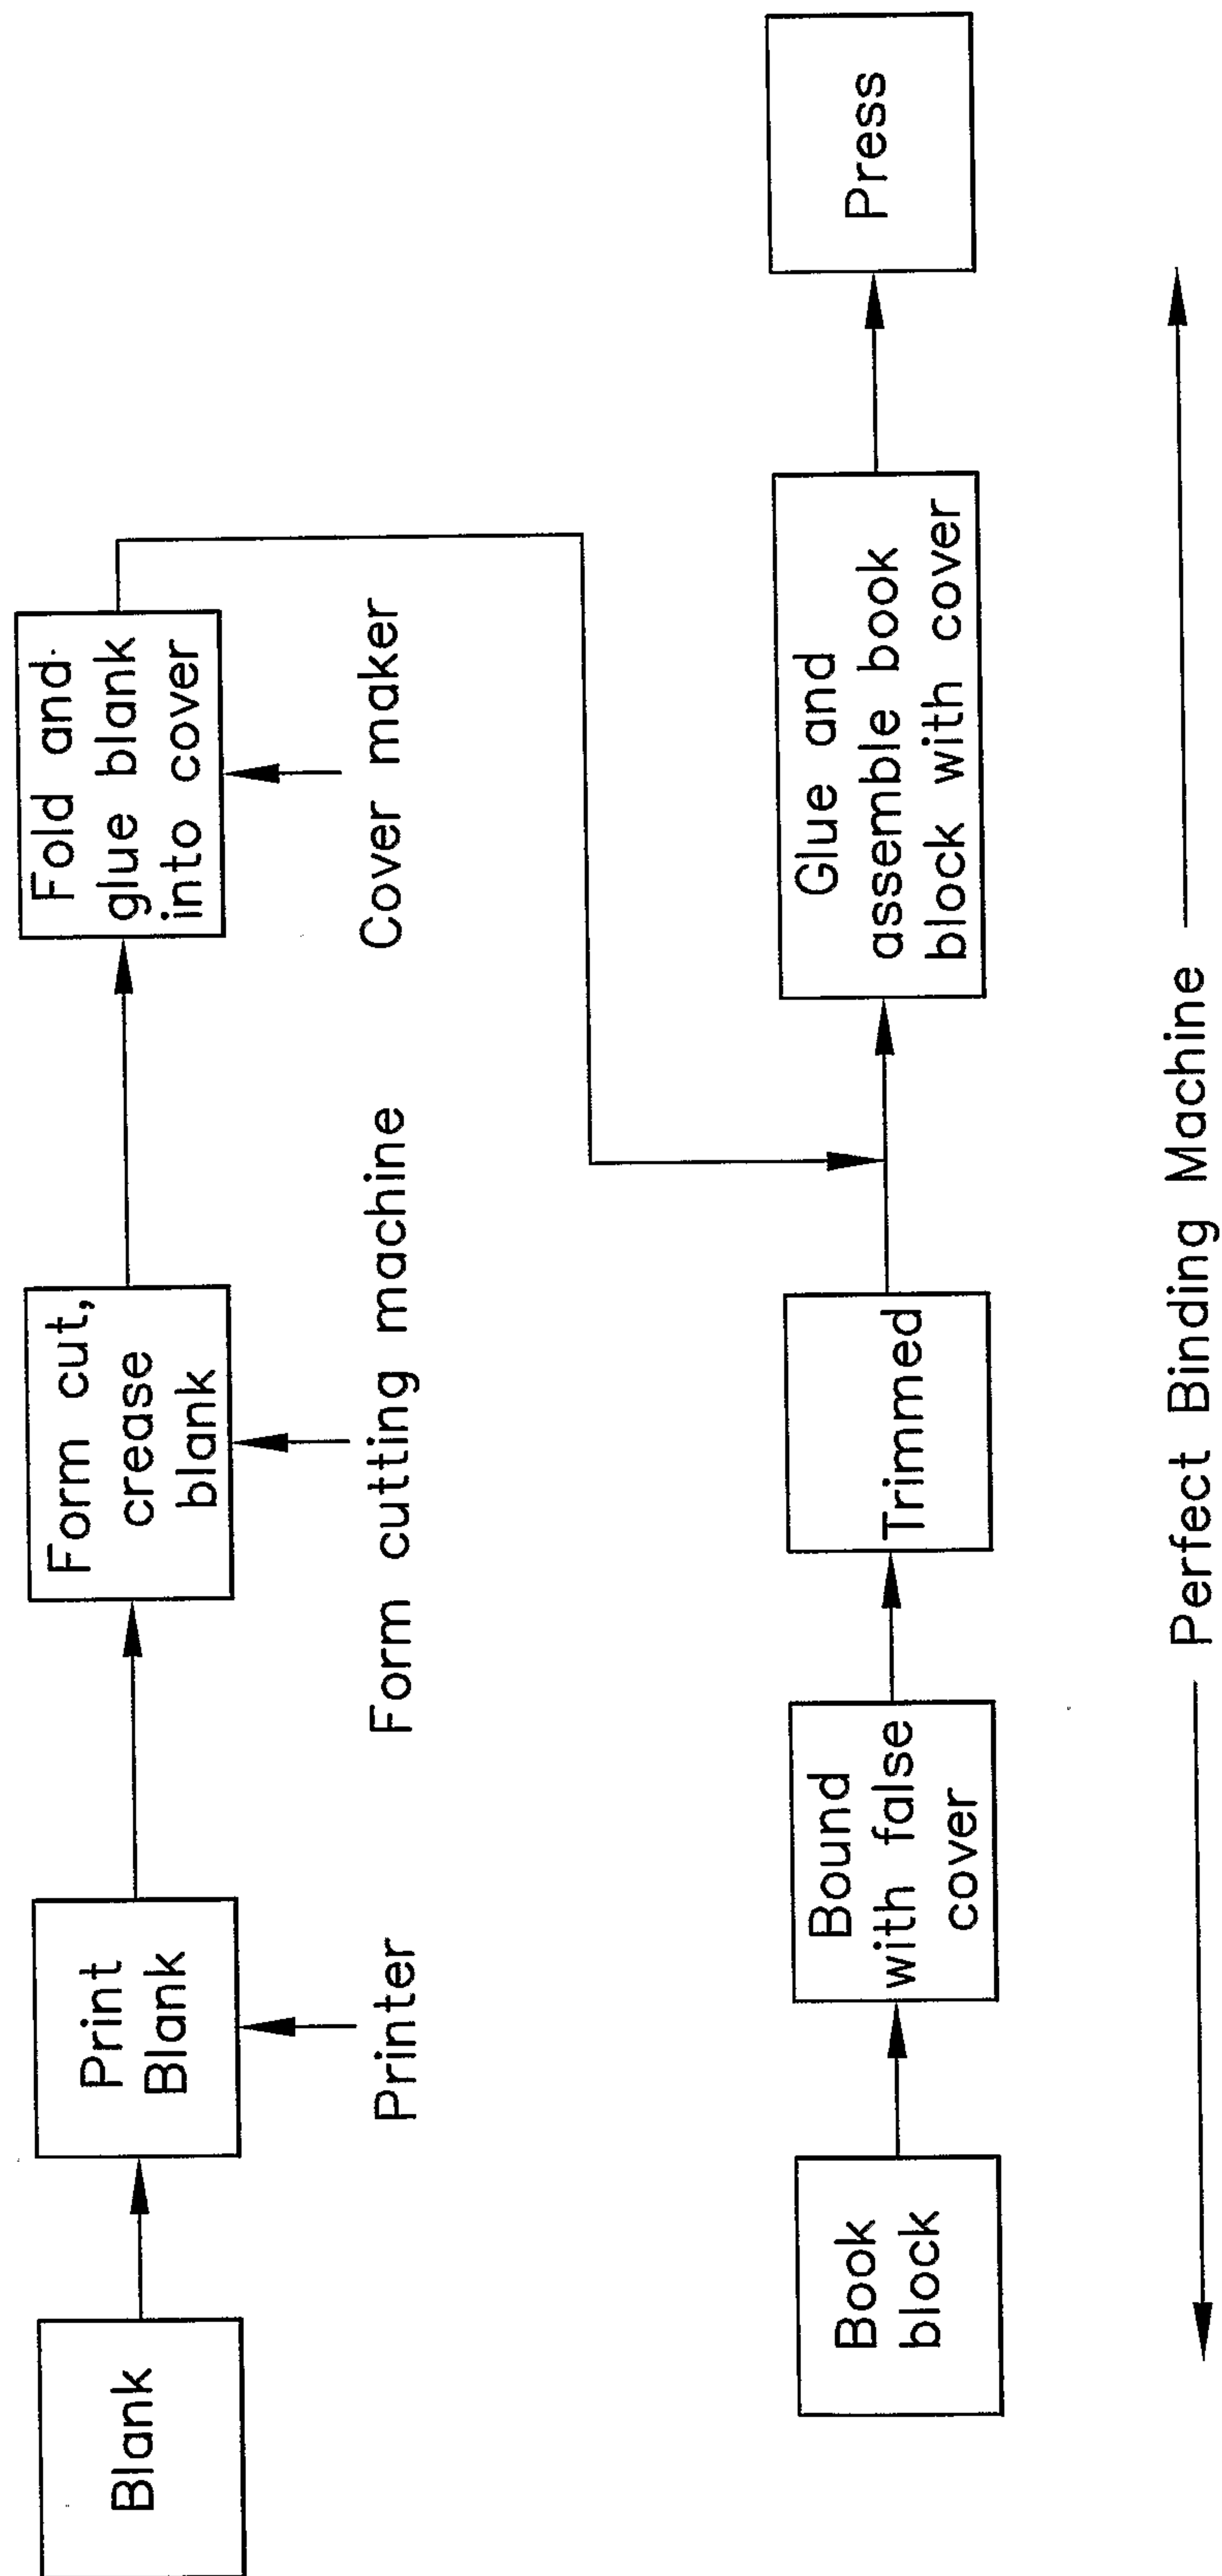 Blank
Print
Blank
Form cut,
crease
blank
Fold and
glue blank
into cover
Printer
Form cutting machine
Cover maker
Book
block
Bound
with false
cover
Trimmed
Glue and
assemble book
block with cover
Press
Perfect Binding Machine